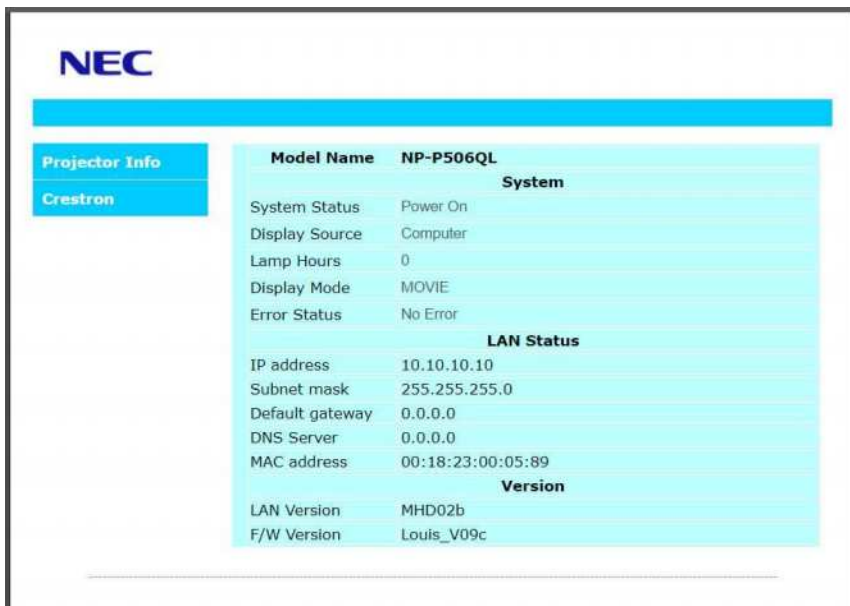 NEC
Projector Info
Crestron
Model Name NP-P506QL
System
System Status Power On
Display Source Computer
Lamp Hours 0
Display Mode MOVIE
Error Status No Error
LAN Status
IP address 10.10.10.10
Subnet mask 255.255.255.0
Default gateway 0.0.0.0
DNS Server 0.0.0.0
MAC address 00:18:23:00:05:89
Version
LAN Version MHD02b
F/W Version Louis_V09c